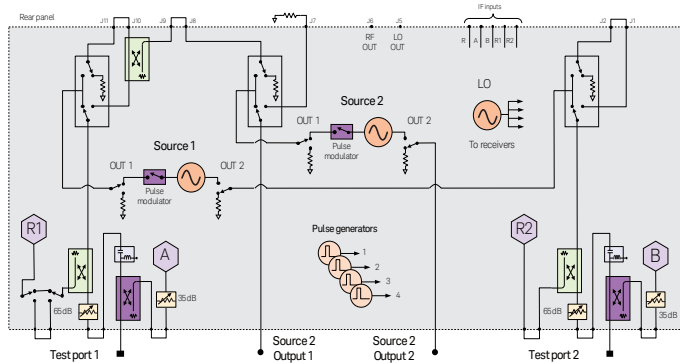 Rear panel
J11
J10
J9
J8
J7
J6
RF
OUT
J5
LO
OUT
IF inputs
R
A
B
R1
R2
J2
J1
LO
To receivers
Source 2
OUT 1
OUT 2
Pulse
modulator
Source 1
OUT 1
OUT 2
Pulse
modulator
R1
A
R2
B
Pulse generators
1
2
3
4
65dB
35dB
65dB
35dB
Test port 1
Source 2
Output 1
Source 2
Output 2
Test port 2